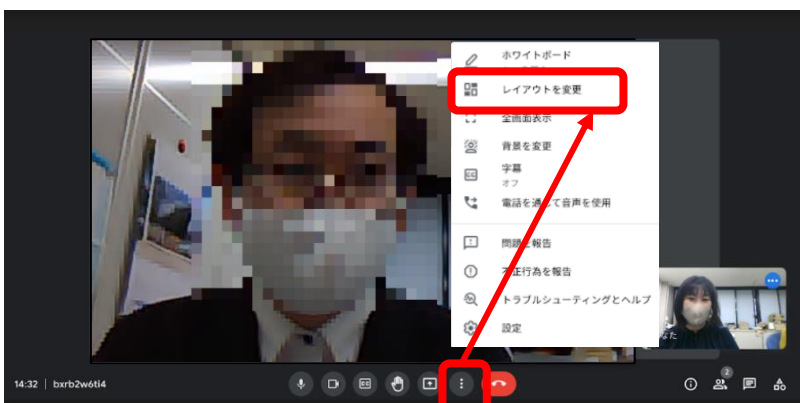 ホワイトボード
レイアウトを変更
全画面表示
背景を変更
字幕
オフ
電話を通して音声を使用
問題を報告
不正行為を報告
トラブルシューティングとヘルプ
設定
なた
14:32 | bxrb2w6ti4
2